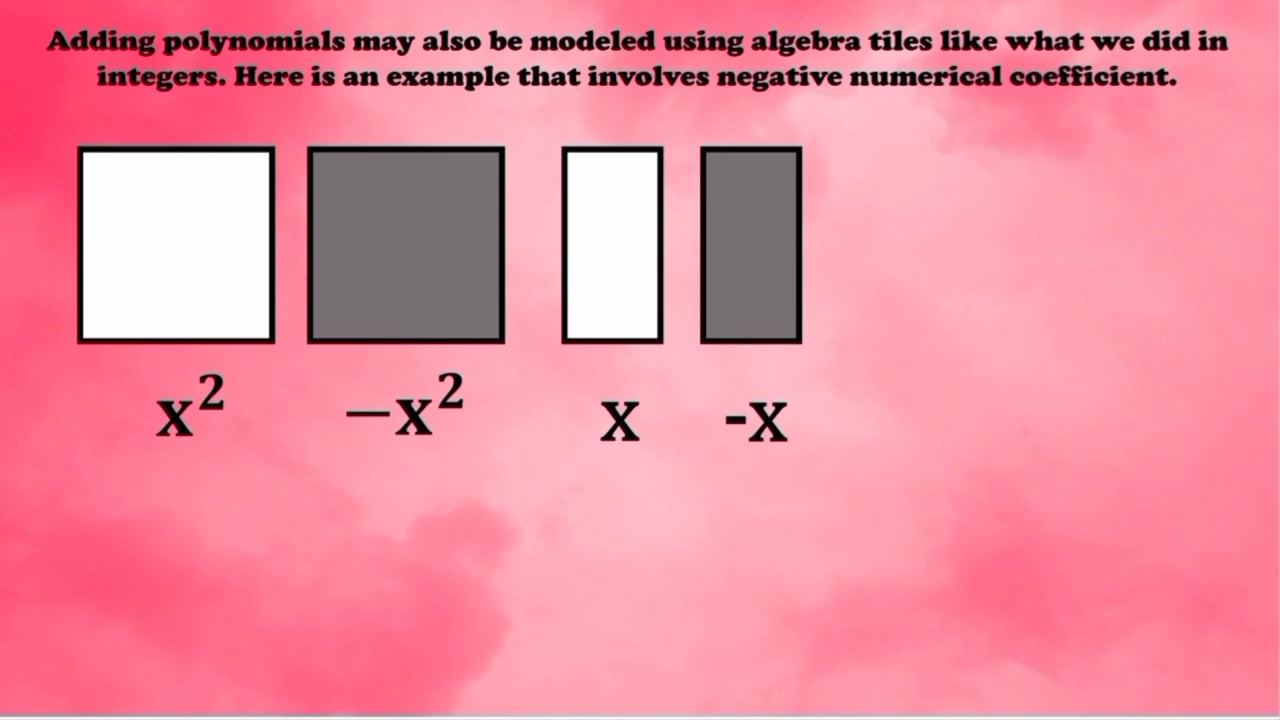 Adding polynomials may also be modeled using algebra tiles like what we did in
integers. Here is an example that involves negative numerical coefficient.
x² −x² x -x